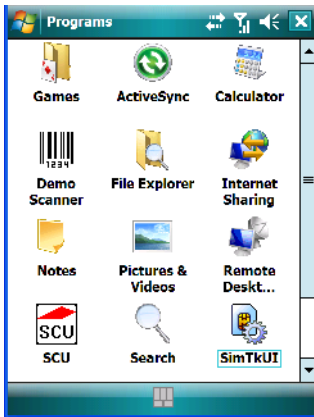 Programs
Games ActiveSync Calculator
1234
Demo Scanner File Explorer Internet Sharing
Notes Pictures & Videos Remote Deskt...
SCU
SCU Search SimTkUI